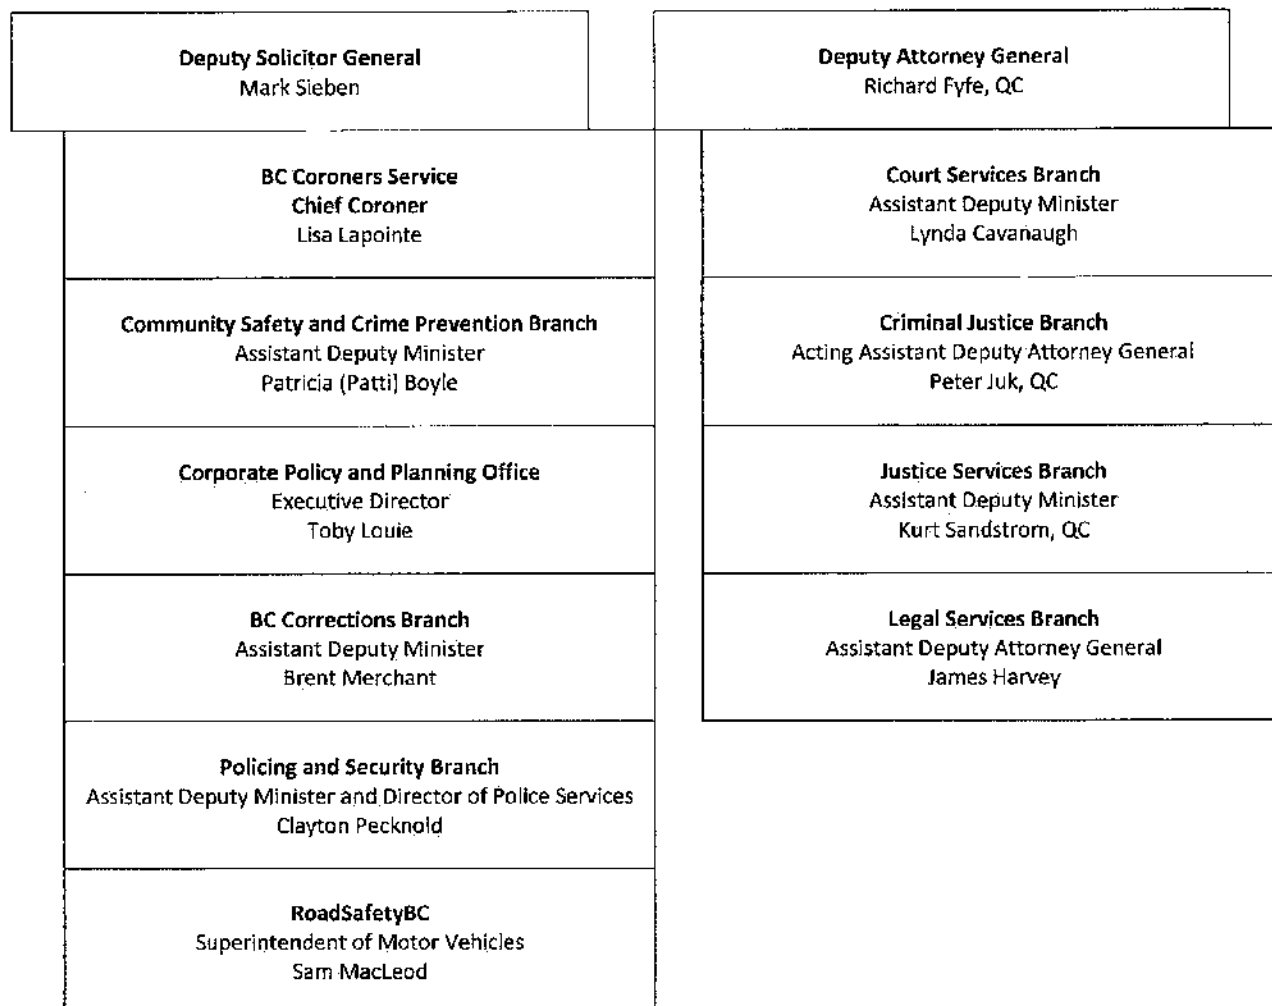 Deputy Solicitor General
Mark Sieben
BC Coroners Service
Chief Coroner
Lisa Lapointe
Community Safety and Crime Prevention Branch
Assistant Deputy Minister
Patricia (Patti) Boyle
Corporate Policy and Planning Office
Executive Director
Toby Louie
BC Corrections Branch
Assistant Deputy Minister
Brent Merchant
Policing and Security Branch
Assistant Deputy Minister and Director of Police Services
Clayton Pecknold
RoadSafetyBC
Superintendent of Motor Vehicles
Sam MacLeod
Deputy Attorney General
Richard Fyfe, QC
Court Services Branch
Assistant Deputy Minister
Lynda Cavanaugh
Criminal Justice Branch
Acting Assistant Deputy Attorney General
Peter Juk, QC
Justice Services Branch
Assistant Deputy Minister
Kurt Sandstrom, QC
Legal Services Branch
Assistant Deputy Attorney General
James Harvey